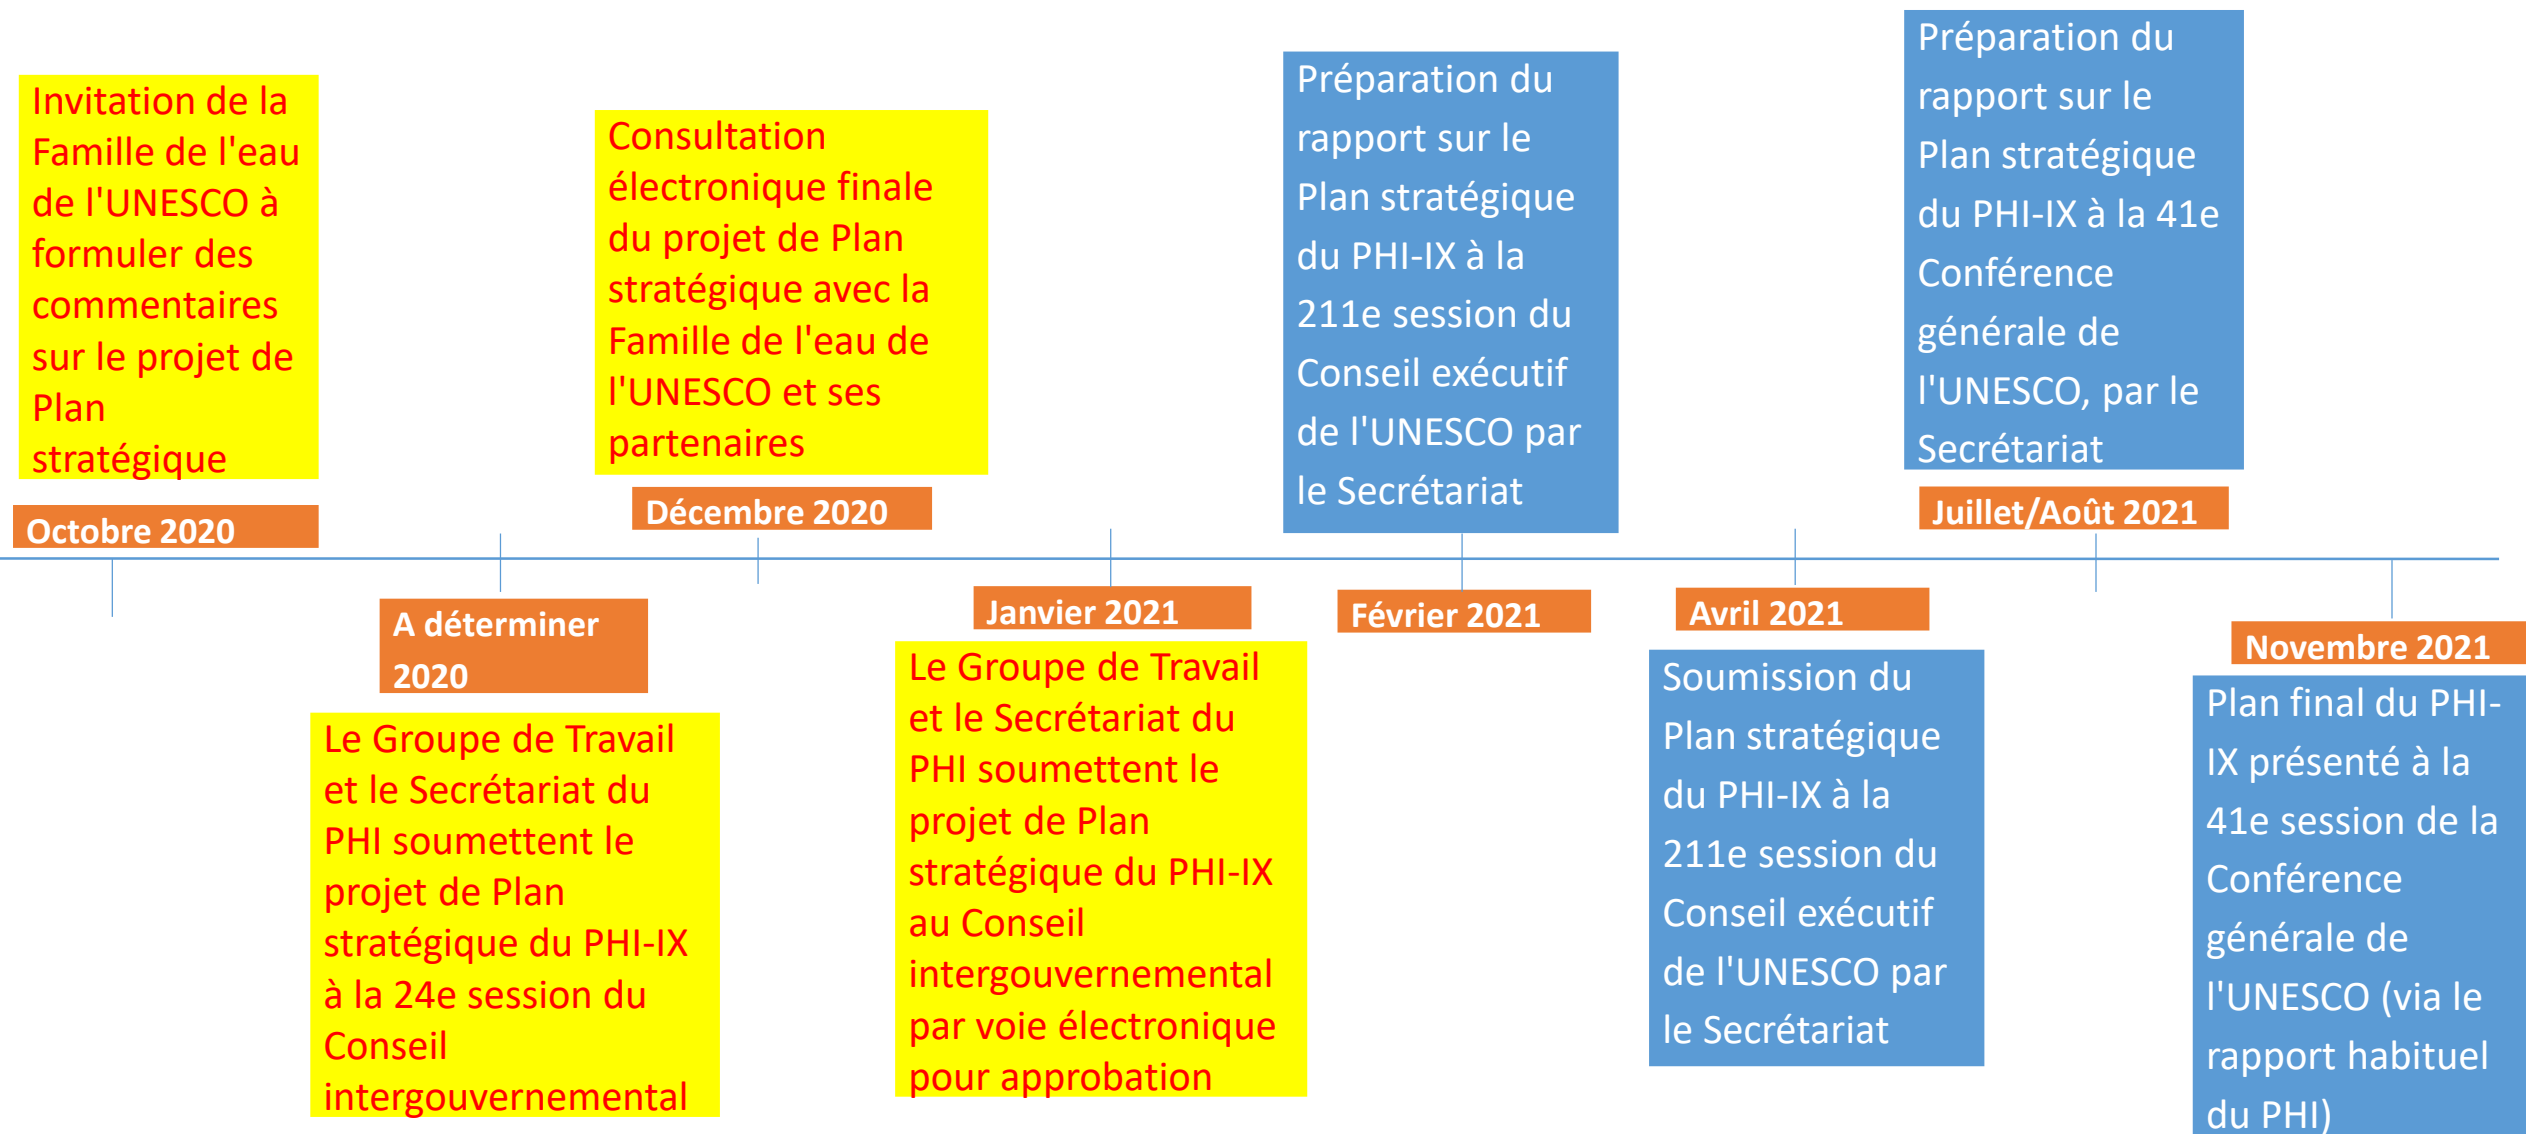 Invitation de la
Famille de l'eau
de l'UNESCO à
formuler des
commentaires
sur le projet de
Plan
stratégique
Octobre 2020
A déterminer
2020
Le Groupe de Travail
et le Secrétariat du
PHI soumettent le
projet de Plan
stratégique du PHI-IX
à la 24e session du
Conseil
intergouvernemental
Consultation
électronique finale
du projet de Plan
stratégique avec la
Famille de l'eau de
l'UNESCO et ses
partenaires
Décembre 2020
Janvier 2021
Le Groupe de Travail
et le Secrétariat du
PHI soumettent le
projet de Plan
stratégique du PHI-IX
au Conseil
intergouvernemental
par voie électronique
pour approbation
Préparation du
rapport sur le
Plan stratégique
du PHI-IX à la
211e session du
Conseil exécutif
de l'UNESCO par
le Secrétariat
Février 2021
Avril 2021
Soumission du
Plan stratégique
du PHI-IX à la
211e session du
Conseil exécutif
de l'UNESCO par
le Secrétariat
Préparation du
rapport sur le
Plan stratégique
du PHI-IX à la 41e
Conférence
générale de
l'UNESCO, par le
Secrétariat
Juillet/Août 2021
Novembre 2021
Plan final du PHI-
IX présenté à la
41e session de la
Conférence
générale de
l'UNESCO (via le
rapport habituel
du PHI)